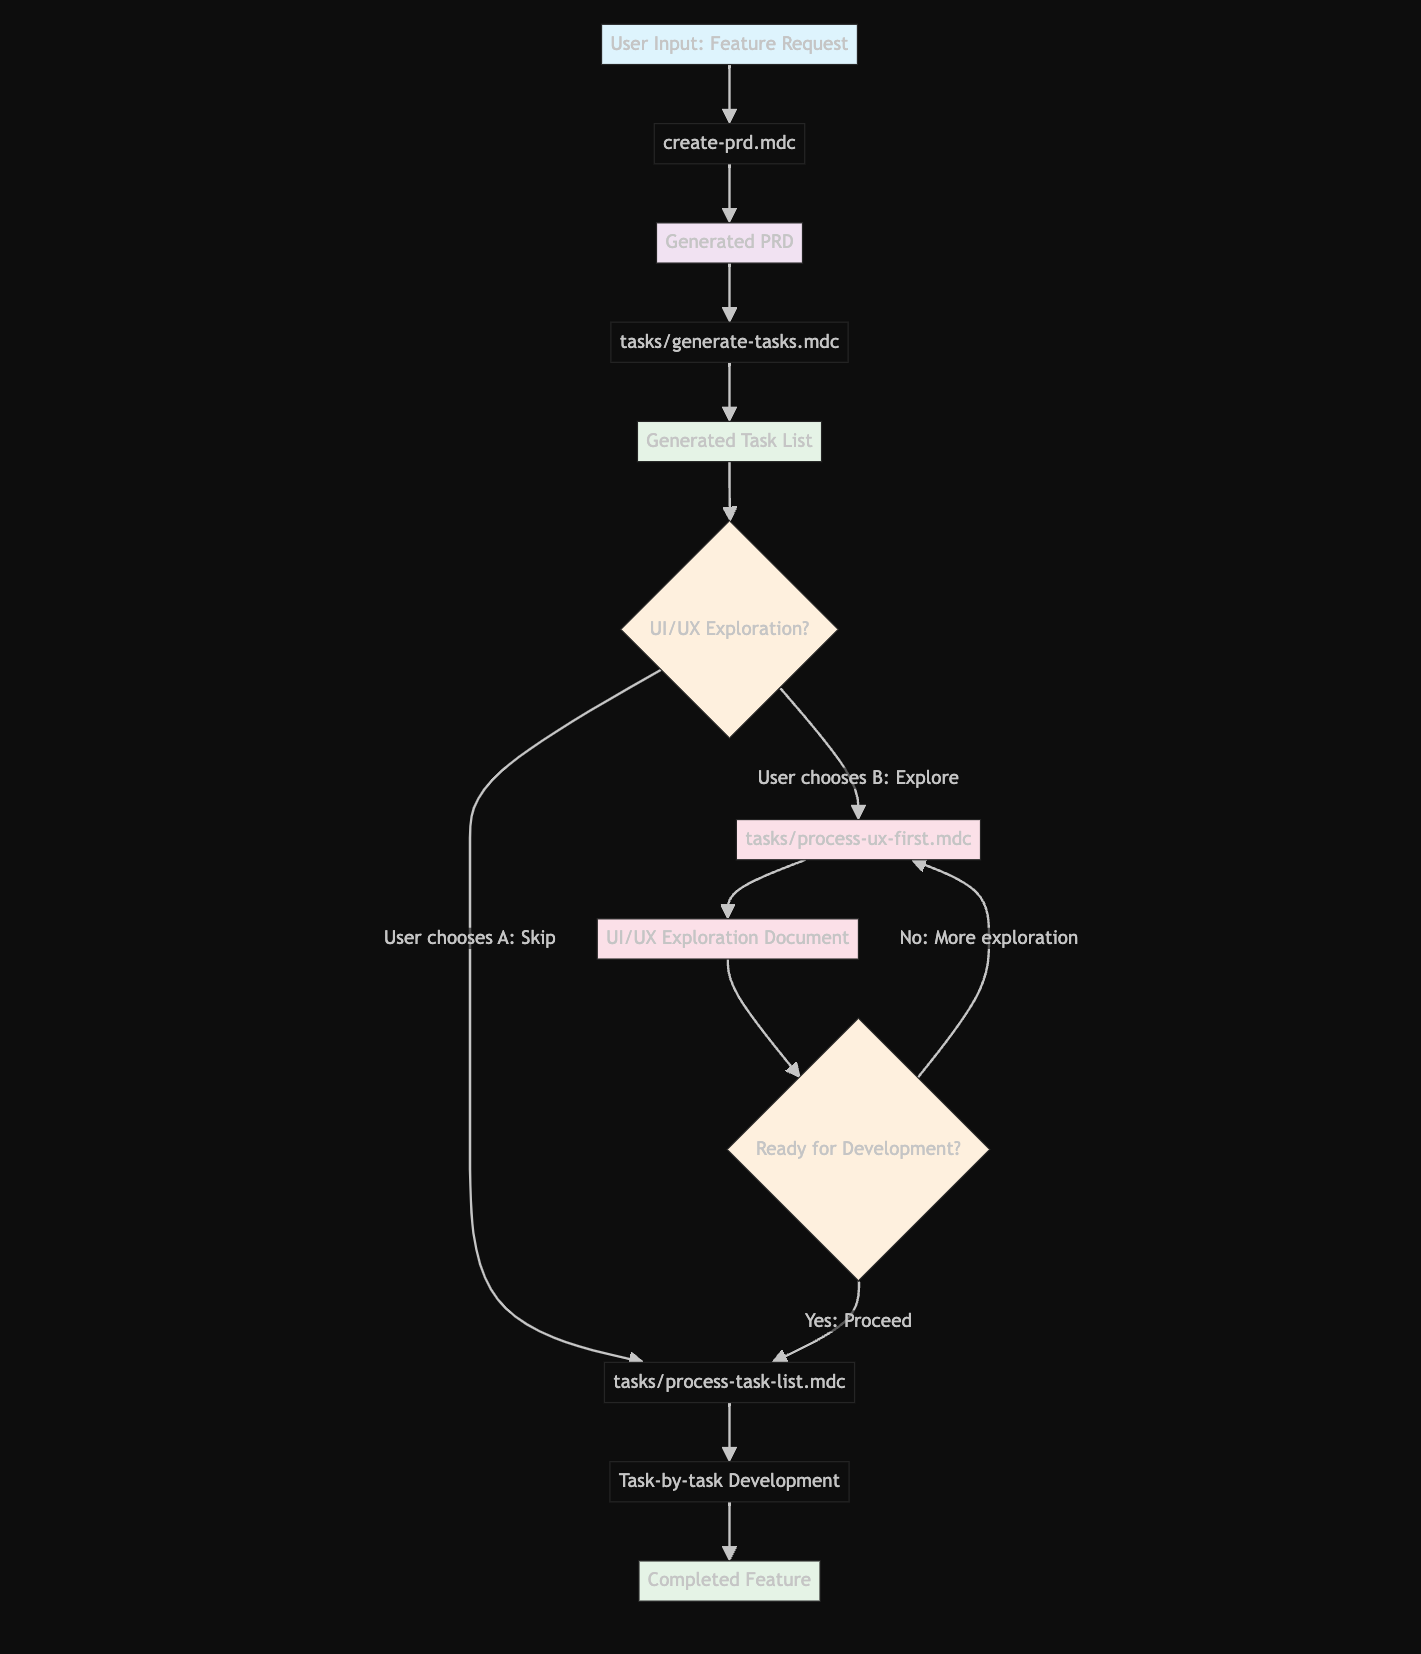 User Input: Feature Request
create-prd.mdc
Generated PRD
tasks/generate-tasks.mdc
Generated Task List
UI/UX Exploration?
User chooses B: Explore
tasks/process-ux-first.mdc
User chooses A: Skip
UI/UX Exploration Document
No: More exploration
Ready for Development?
Yes: Proceed
tasks/process-task-list.mdc
Task-by-task Development
Completed Feature